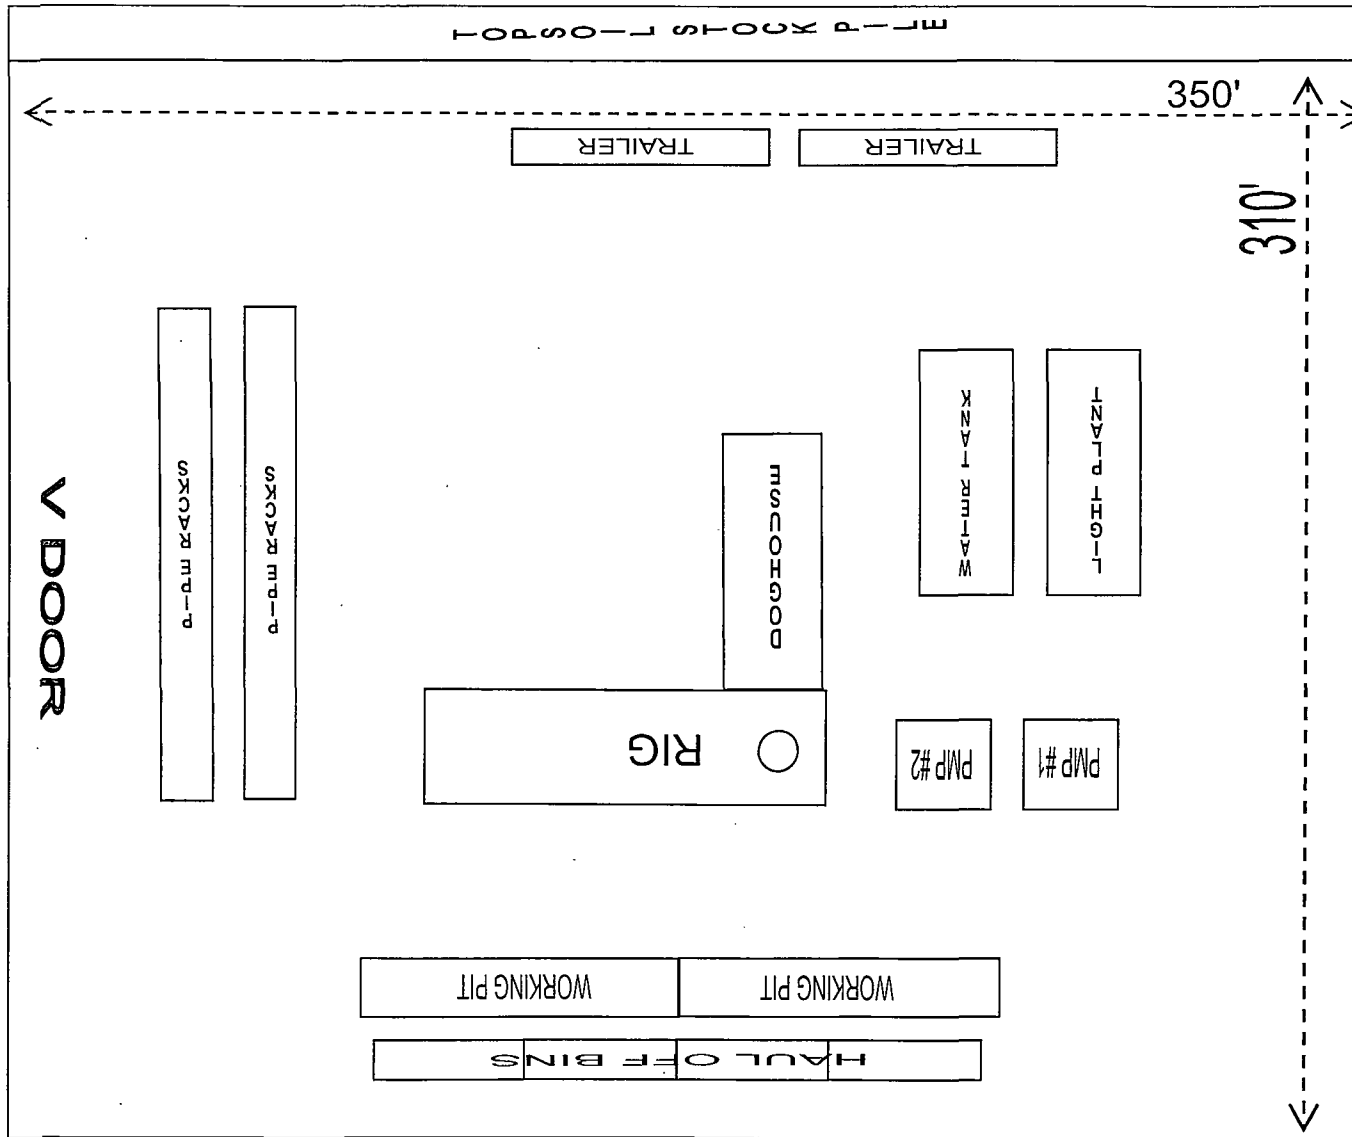 TOPSOIL STOCK PILE
350'
TRAILER
TRAILER
310'
PIPE RACKS
PIPE RACKS
WATER TANK
LIGHT PLANT
DOGHOUSE
V DOOR
RIG
PMP #2
PMP #1
WORKING PIT
WORKING PIT
HAUL OFF BINS